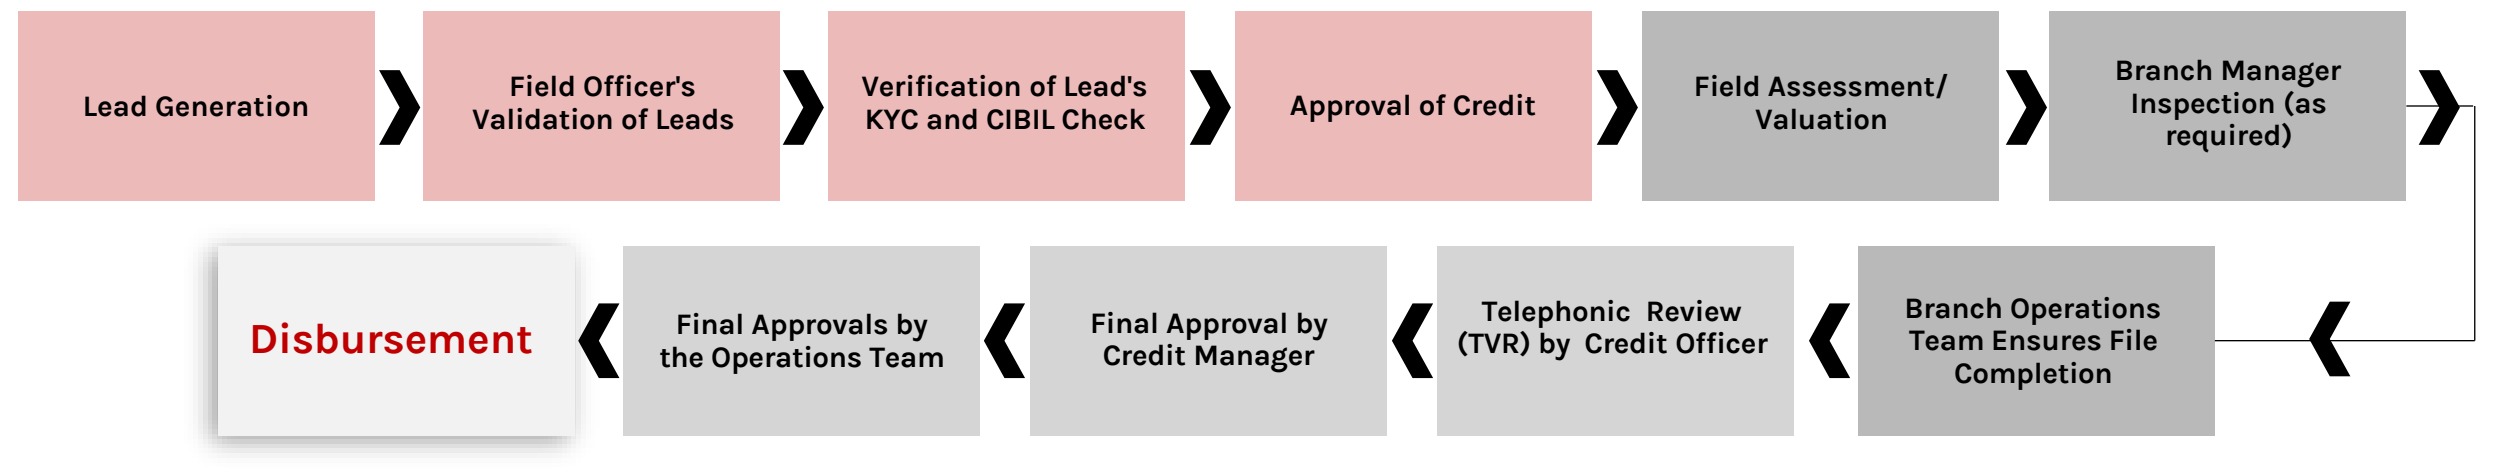 Lead Generation
Field Officer's
Validation of Leads
Verification of Lead's
KYC and CIBIL Check
Approval of Credit
Field Assessment/
Valuation
Branch Manager
Inspection (as
required)
Branch Operations
Team Ensures File
Completion
Telephonic  Review
(TVR) by  Credit Officer
Final Approval by
Credit Manager
Final Approvals by
the Operations Team
Disbursement